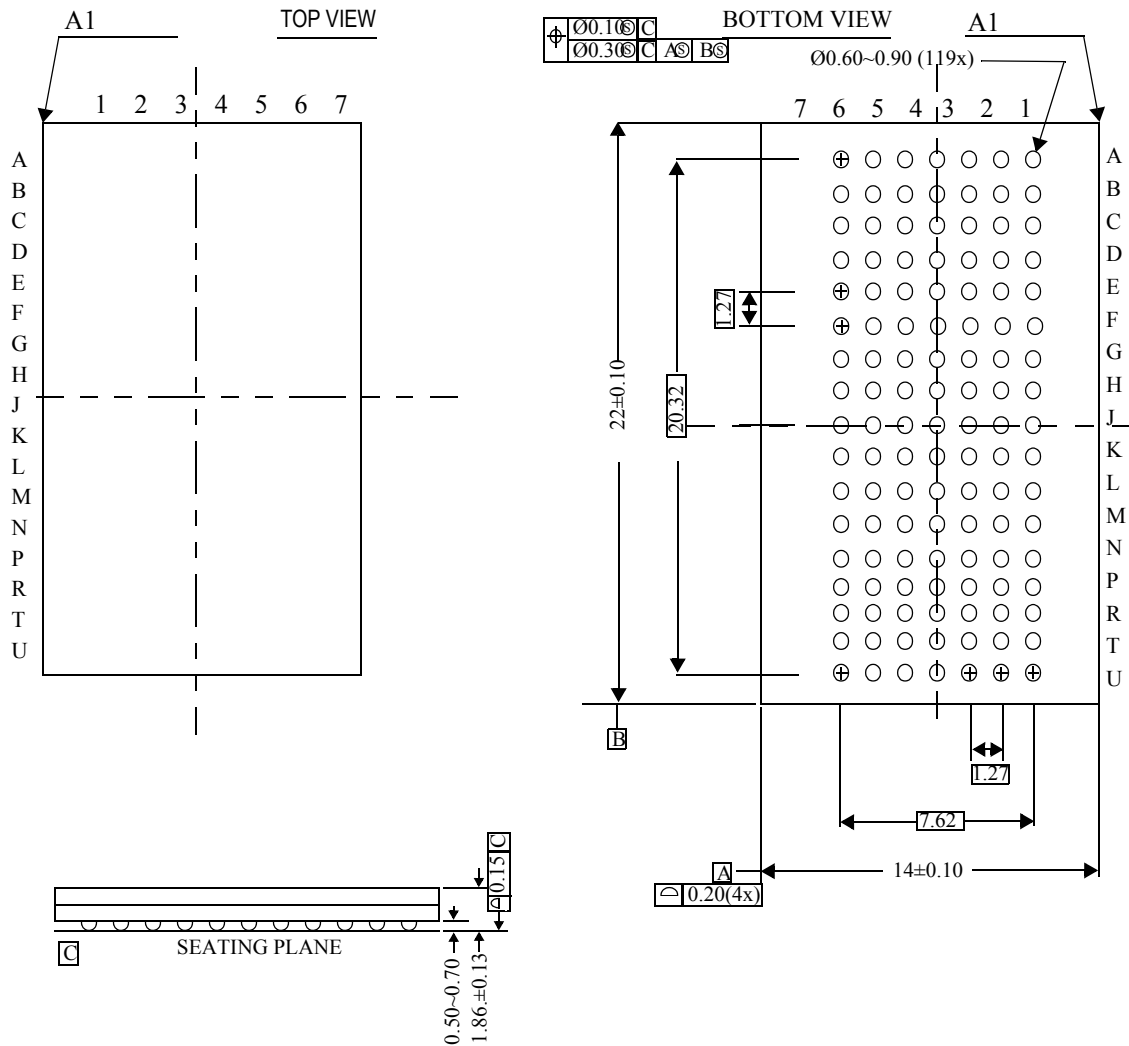 A1
TOP VIEW
1 2 3 4 5 6 7
A
B
C
D
E
F
G
H
J
K
L
M
N
P
R
T
U
Ø0.10Ⓢ C
Ø0.30Ⓢ C AⓈ BⓈ
BOTTOM VIEW
A1
Ø0.60~0.90 (119x)
7 6 5 4 3 2 1
A
B
C
D
E
F
G
H
J
K
L
M
N
P
R
T
U
1.27
22±0.10
20.32
B
1.27
7.62
A
14±0.10
0.20(4x)
0.15 C
C
SEATING PLANE
0.50~0.70
1.86.±0.13